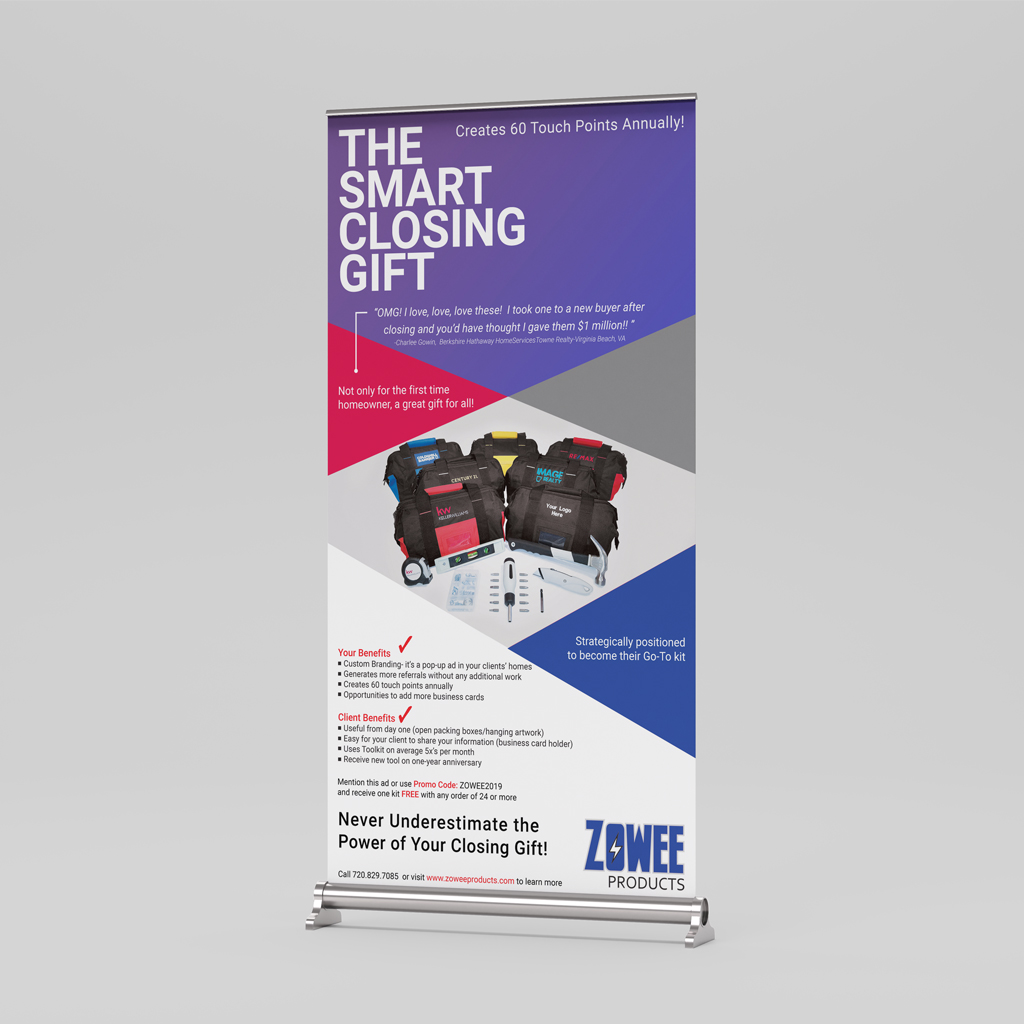 Creates 60 Touch Points Annually!
THE
SMART
CLOSING
GIFT
“OMG! I love, love, love these! I took one to a new buyer after
closing and you'd have thought I gave them $1 million!! ”
-Charlee Gowin, Berkshire Hathaway HomeServicesTowne Realty-Virginia Beach, VA
Not only for the first time
homeowner, a great gift for all!
COLDWELL
BANKER
CENTURY 21
IMAGE
REALTY
RE/MAX
kw
KELLERWILLIAMS
Your Logo
Here
Strategically positioned
to become their Go-To kit
Your Benefits
▪ Custom Branding- it's a pop-up ad in your clients' homes
▪ Generates more referrals without any additional work
▪ Creates 60 touch points annually
▪ Opportunities to add more business cards
Client Benefits
▪ Useful from day one (open packing boxes/hanging artwork)
▪ Easy for your client to share your information (business card holder)
▪ Uses Toolkit on average 5x's per month
▪ Receive new tool on one-year anniversary
Mention this ad or use Promo Code: ZOWEE2019
and receive one kit FREE with any order of 24 or more
Never Underestimate the
Power of Your Closing Gift!
ZOWEE
PRODUCTS
Call 720.829.7085 or visit www.zoweeproducts.com to learn more